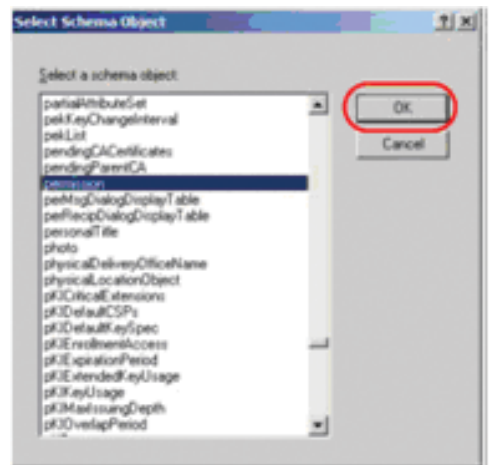 Select Schema Object
Select a schema object:
partialAttributeSet
pekKeyChangeInterval
pekList
pendingCACertificates
pendingParentCA
permission
perMsgDialogDisplayTable
perRecipDialogDisplayTable
personalTitle
photo
physicalDeliveryOfficeName
physicalLocationObject
pKICriticalExtensions
pKIDefaultCSPs
pKIDefaultKeySpec
pKIEnrollmentAccess
pKIExpirationPeriod
pKIExtendedKeyUsage
pKIKeyUsage
pKIMaxIssuingDepth
pKIOverlapPeriod
OK
Cancel